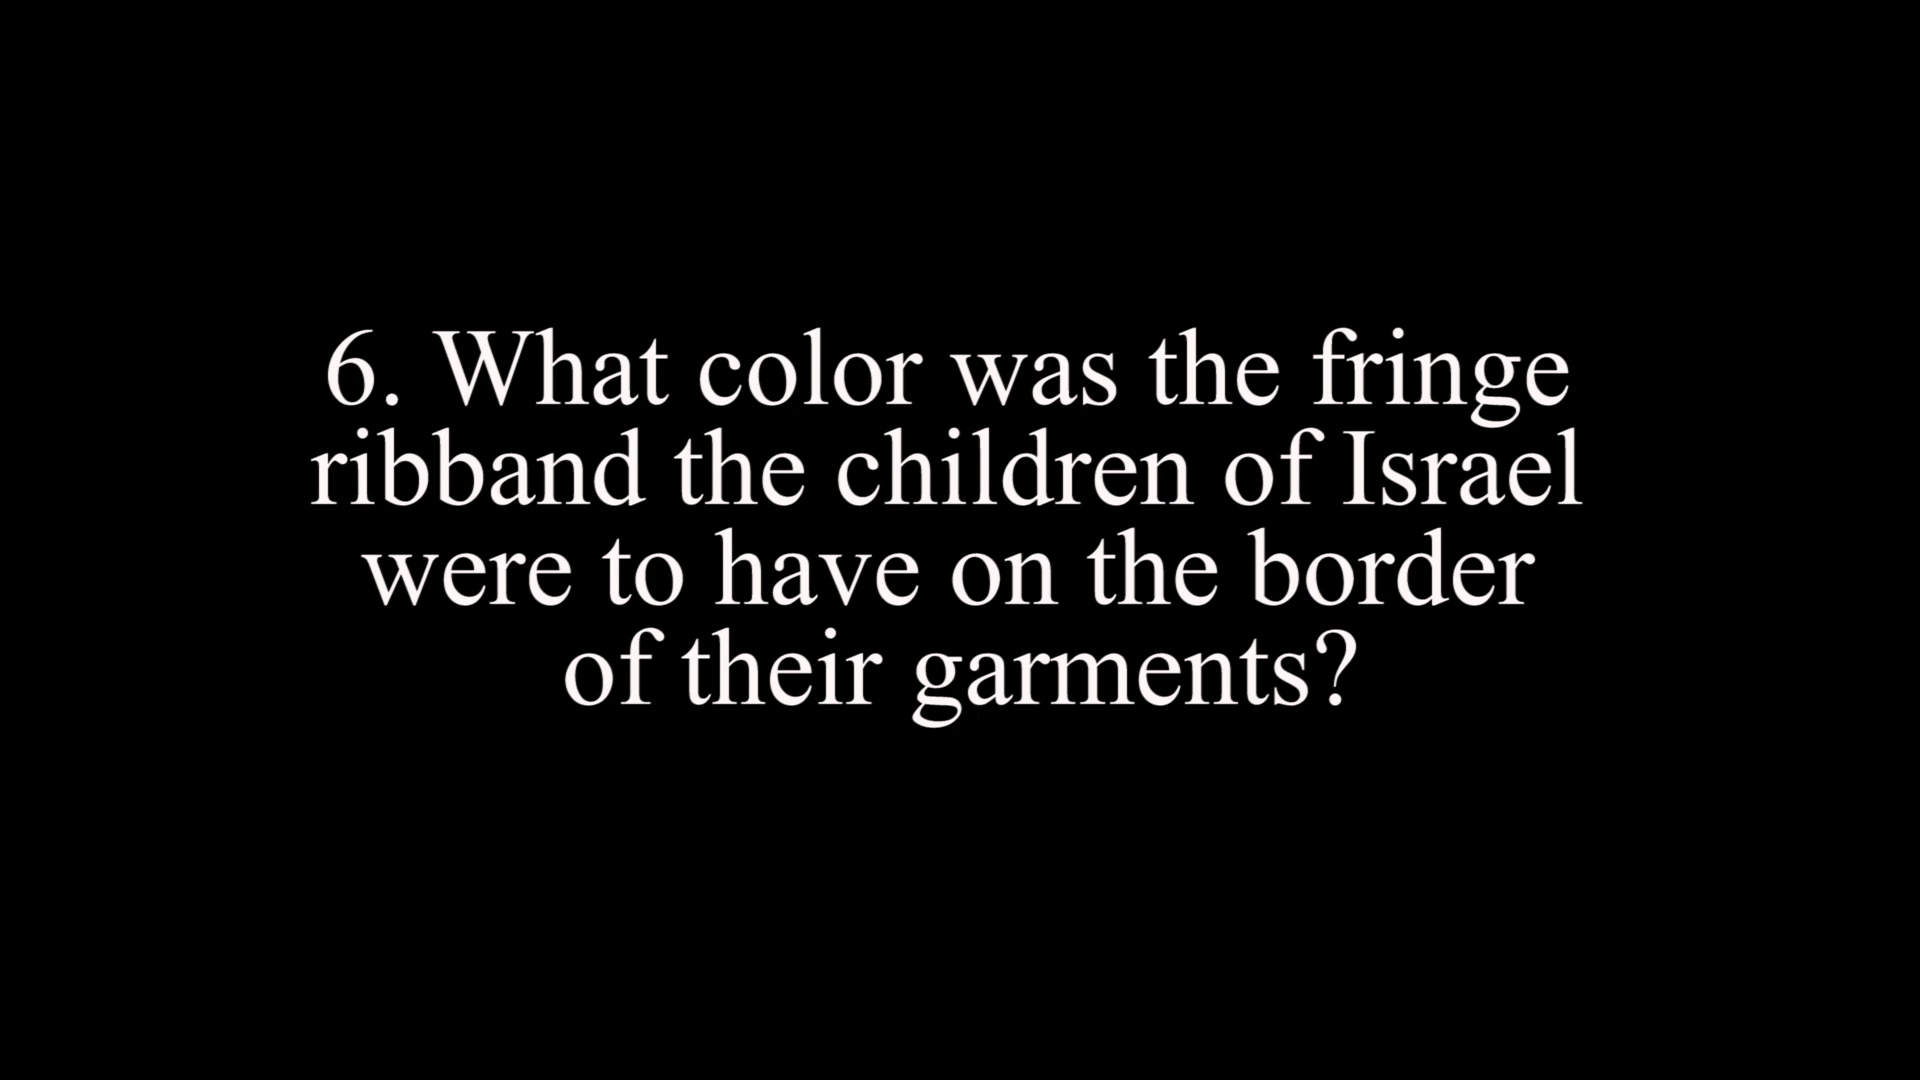 6. What color was the fringe
ribband the children of Israel
were to have on the border
of their garments?